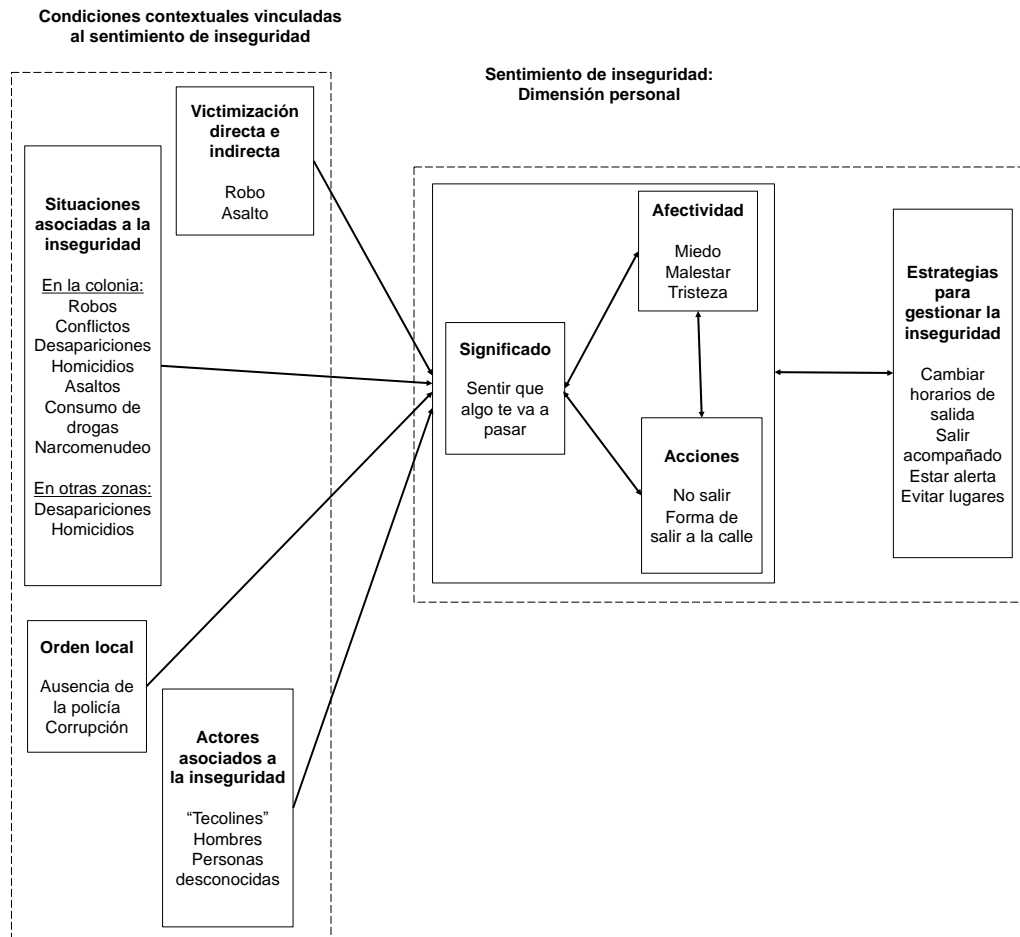 Condiciones contextuales vinculadas
al sentimiento de inseguridad
Victimización
directa e
indirecta
Robo
Asalto
Situaciones
asociadas a la
inseguridad
En la colonia:
Robos
Conflictos
Desapariciones
Homicidios
Asaltos
Consumo de
drogas
Narcomenudeo
En otras zonas:
Desapariciones
Homicidios
Orden local
Ausencia de
la policía
Corrupción
Actores
asociados a
la inseguridad
“Tecolines”
Hombres
Personas
desconocidas
Sentimiento de inseguridad:
Dimensión personal
Significado
Sentir que
algo te va a
pasar
Afectividad
Miedo
Malestar
Tristeza
Acciones
No salir
Forma de
salir a la calle
Estrategias
para
gestionar la
inseguridad
Cambiar
horarios de
salida
Salir
acompañado
Estar alerta
Evitar lugares